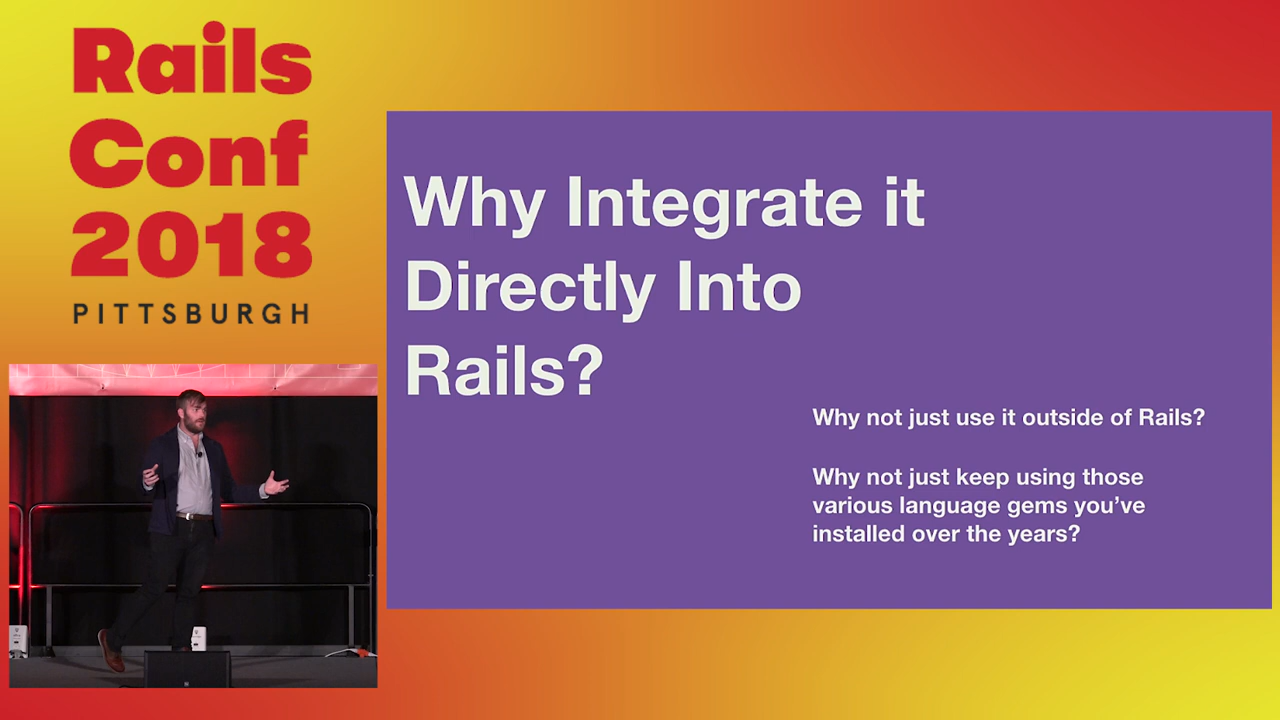 Rails
Conf
2018
PITTSBURGH
Why Integrate it
Directly Into
Rails?
Why not just use it outside of Rails?
Why not just keep using those
various language gems you’ve
installed over the years?